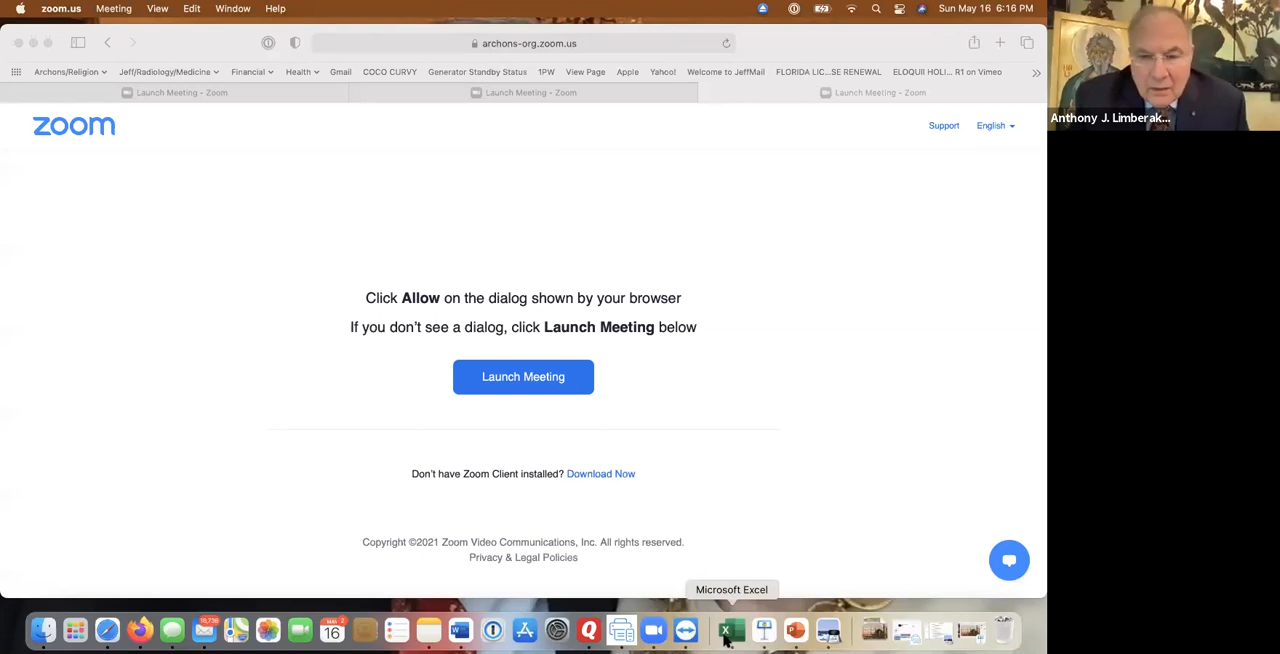 zoom.us Meeting View Edit Window Help Sun May 16 6:16 PM
archons-org.zoom.us
Archons/Religion Jeff/Radiology/Medicine Financial Health Gmail COCO CURVY Generator Standby Status 1PW View Page Apple Yahoo! Welcome to JeffMail FLORIDA LIC...SE RENEWAL ELOQUII HOLI... R1 on Vimeo
Launch Meeting - Zoom Launch Meeting - Zoom Launch Meeting - Zoom
Anthony J. Limberak...
zoom
Support English
Click Allow on the dialog shown by your browser
If you don't see a dialog, click Launch Meeting below
Launch Meeting
Don't have Zoom Client installed? Download Now
Copyright ©2021 Zoom Video Communications, Inc. All rights reserved.
Privacy & Legal Policies
Microsoft Excel
16